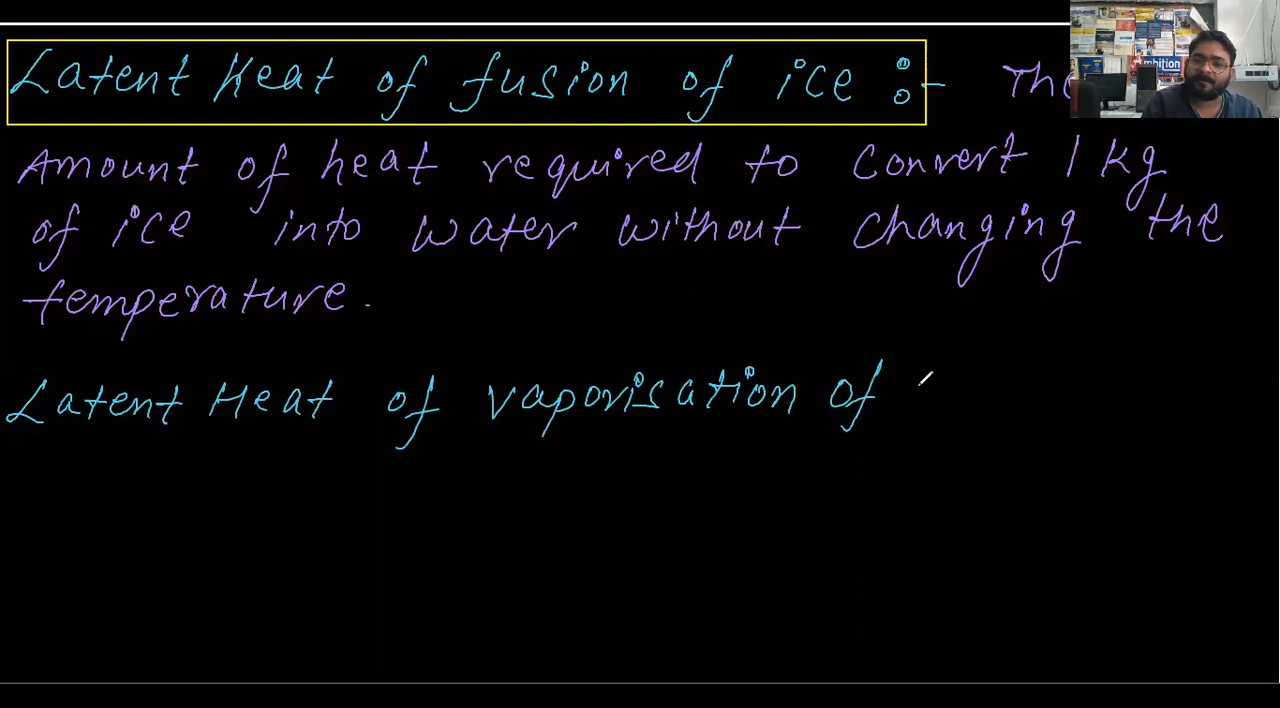 Latent Heat of fusion of ice :- The
Amount of heat required to convert 1 kg
of ice into water without changing the
temperature.
Latent Heat of vaporisation of